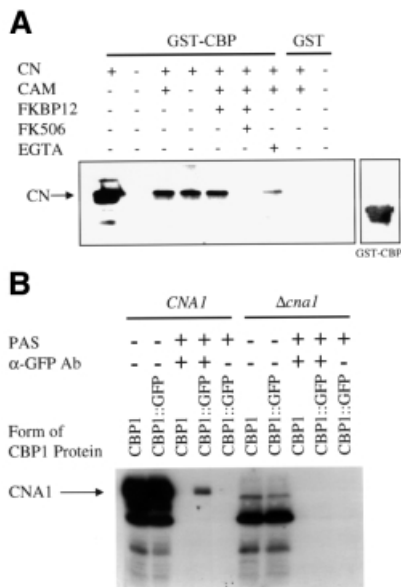 A
GST-CBP GST
CN + - + + + + + + -
CAM - - + - + + + + -
FKBP12 - - - - + + - - -
FK506 - - - - - + - - -
EGTA - - - - - - + - -
CN
GST-CBP
B
CNA1 Δcna1
PAS - - + + + - - + + +
α-GFP Ab - - + + - - - + + -
Form of
CBP1 Protein
CBP1 CBP1::GFP CBP1 CBP1::GFP CBP1::GFP CBP1 CBP1::GFP CBP1 CBP1::GFP CBP1::GFP
CNA1